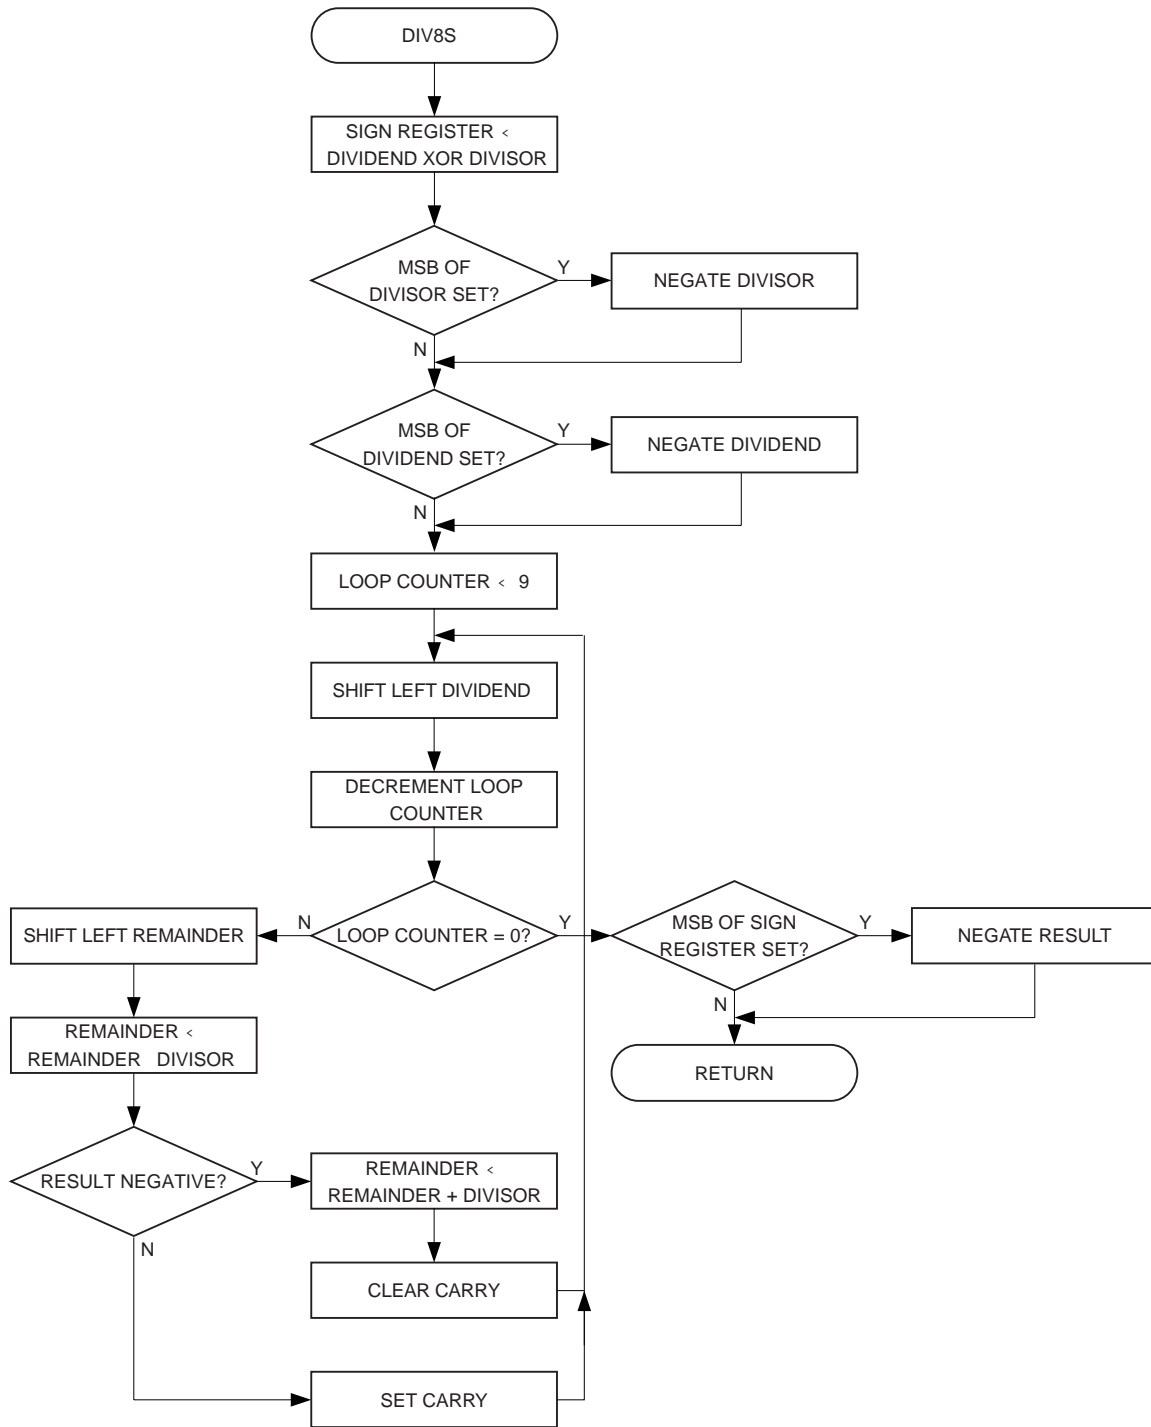 DIV8S
SIGN REGISTER <
DIVIDEND XOR DIVISOR
MSB OF
DIVISOR SET?
Y
NEGATE DIVISOR
N
MSB OF
DIVIDEND SET?
Y
NEGATE DIVIDEND
N
LOOP COUNTER < 9
SHIFT LEFT DIVIDEND
DECREMENT LOOP
COUNTER
SHIFT LEFT REMAINDER
N
LOOP COUNTER = 0?
Y
MSB OF SIGN
REGISTER SET?
Y
NEGATE RESULT
N
REMAINDER <
REMAINDER DIVISOR
RETURN
RESULT NEGATIVE?
Y
REMAINDER <
REMAINDER + DIVISOR
N
CLEAR CARRY
SET CARRY